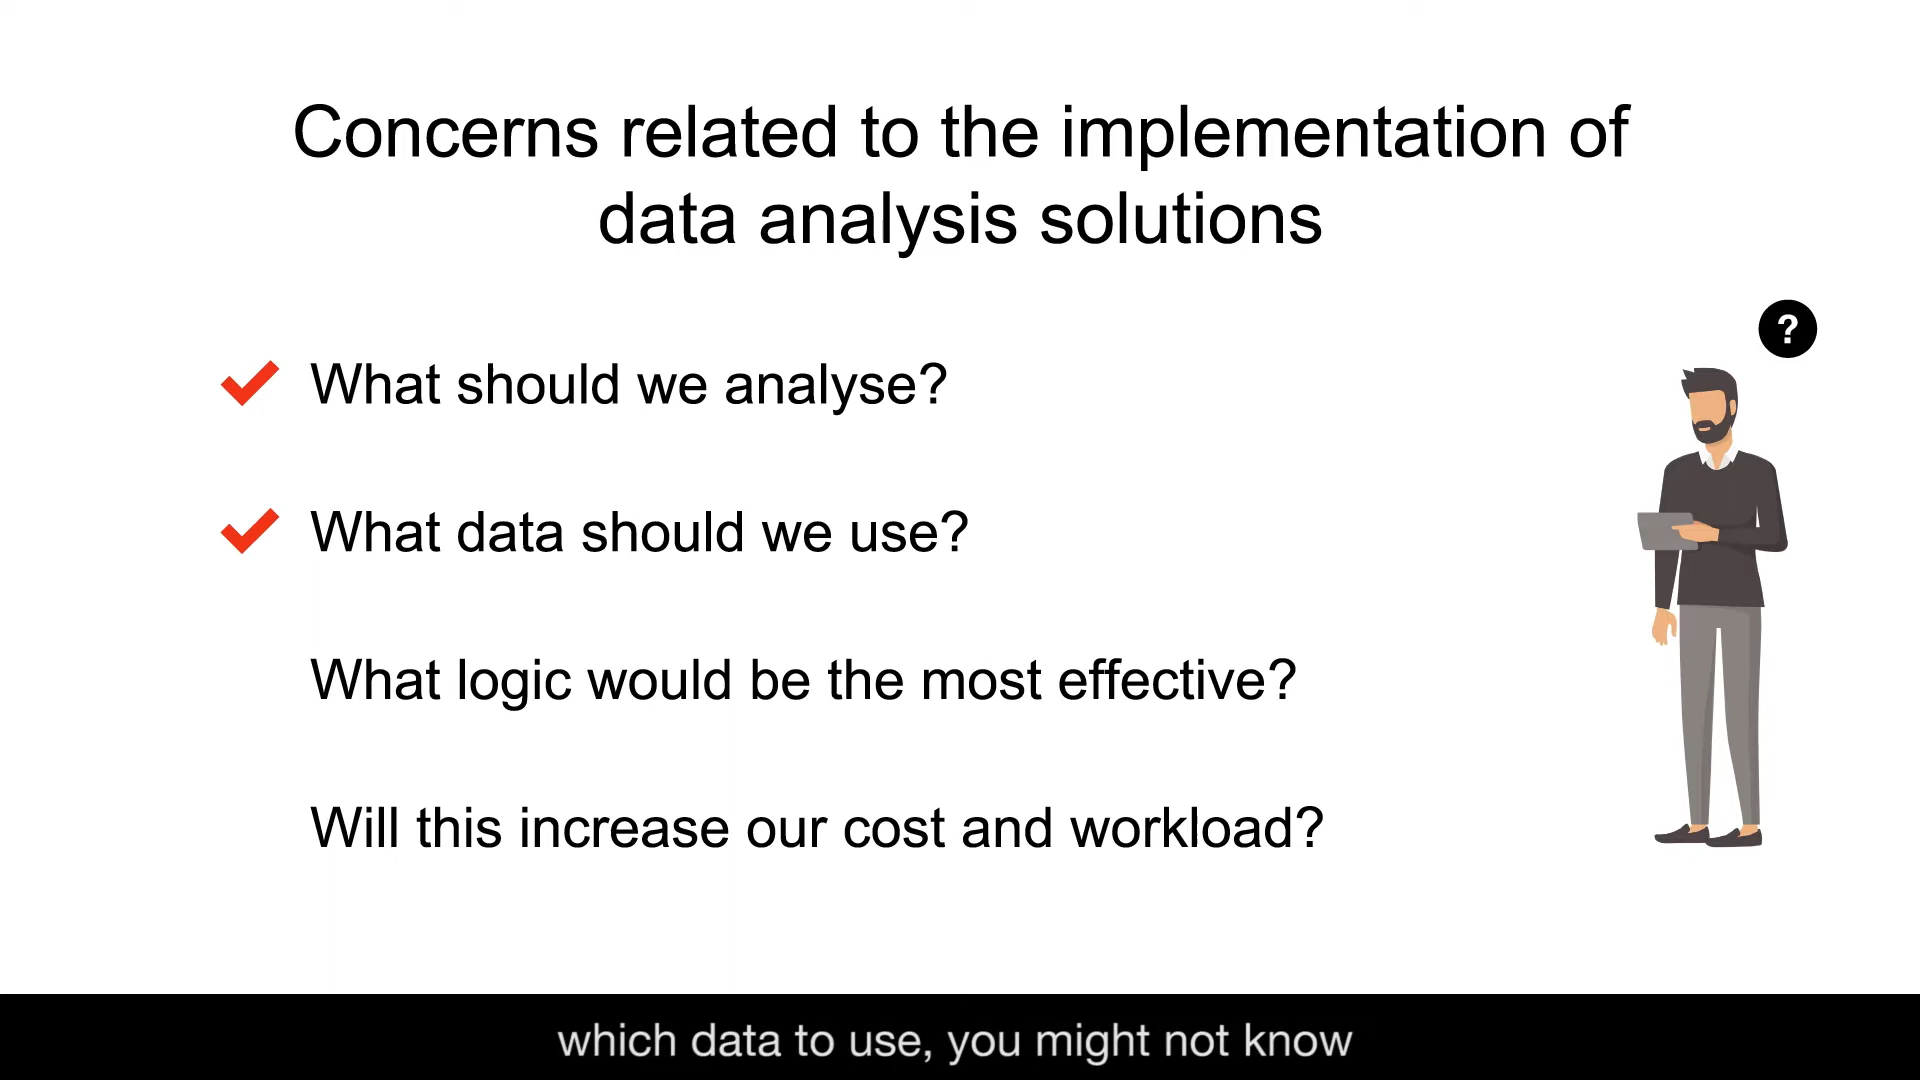 Concerns related to the implementation of
data analysis solutions
?
What should we analyse?
What data should we use?
What logic would be the most effective?
Will this increase our cost and workload?
which data to use, you might not know